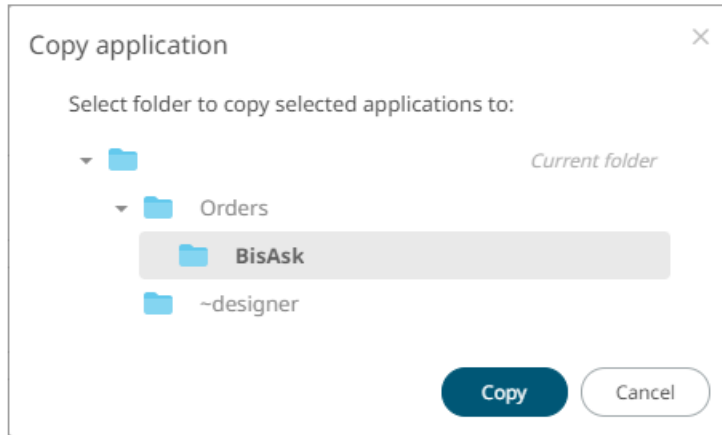 Copy application
Select folder to copy selected applications to:
Current folder
Orders
BisAsk
~designer
Copy
Cancel